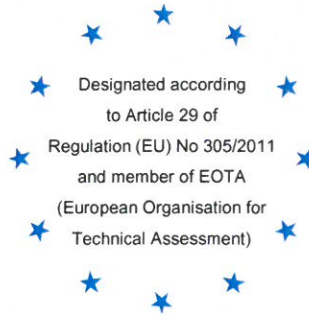 Designated according
to Article 29 of
Regulation (EU) No 305/2011
and member of EOTA
(European Organisation for
Technical Assessment)